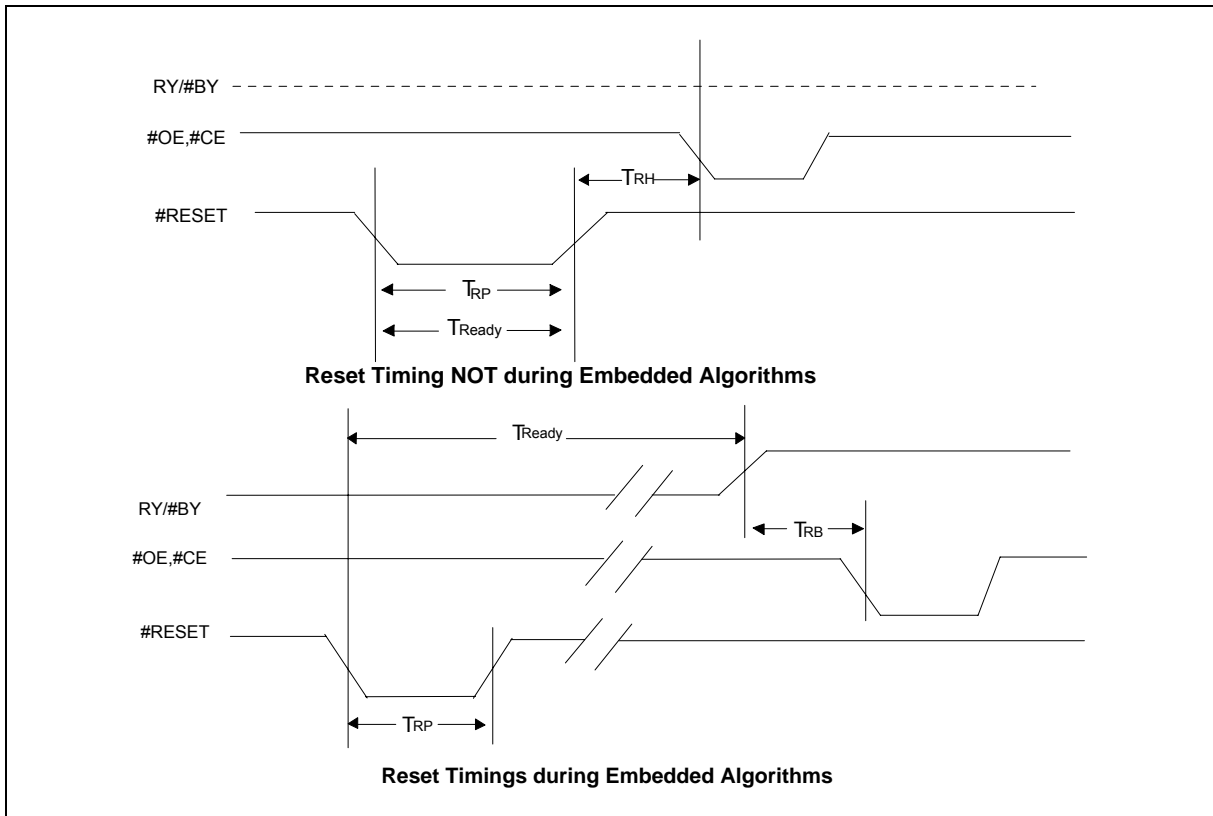 RY/#BY
#OE,#CE
TRH
#RESET
TRP
TReady
Reset Timing NOT during Embedded Algorithms
TReady
RY/#BY
TRB
#OE,#CE
#RESET
TRP
Reset Timings during Embedded Algorithms